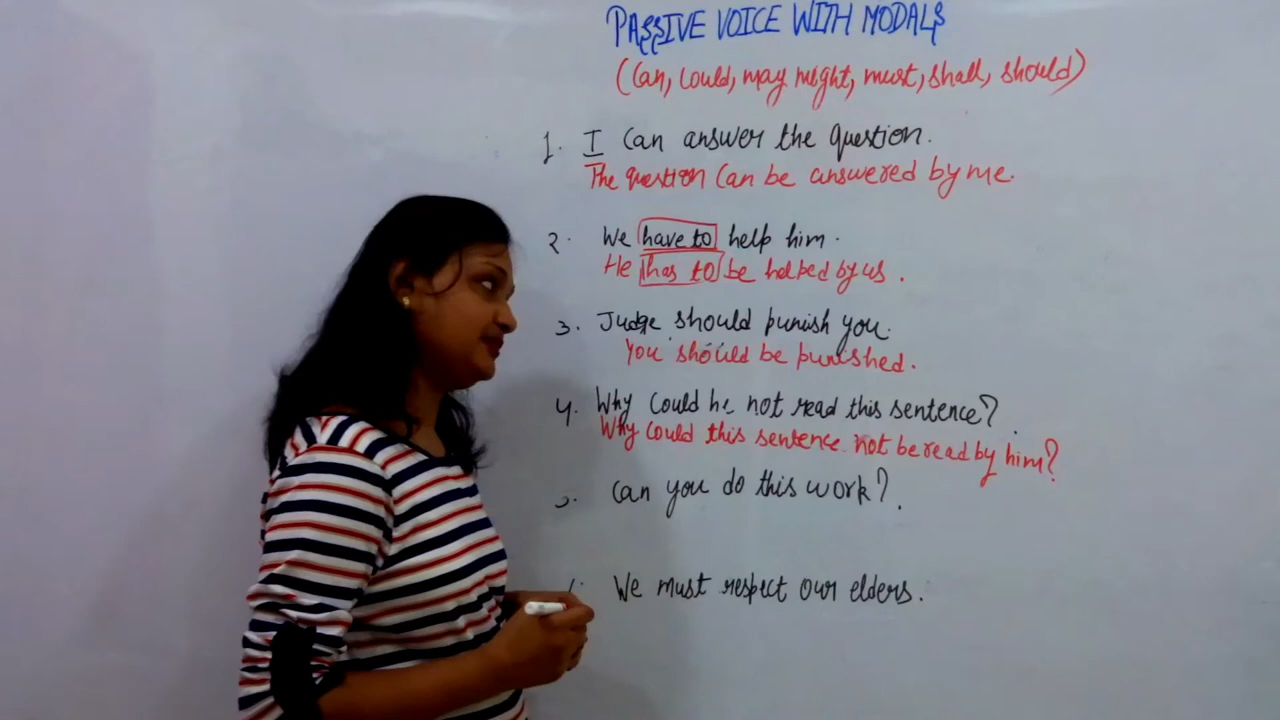 PASSIVE VOICE WITH MODALS
(Can, Could, may might, must, shall, should)
1. I can answer the question.
The question can be answered by me.
2. We have to help him.
He has to be helped by us.
3. Judge should punish you.
You should be punished.
4. Why could he not read this sentence?
Why could this sentence not be read by him?
can you do this work?
We must respect our elders.